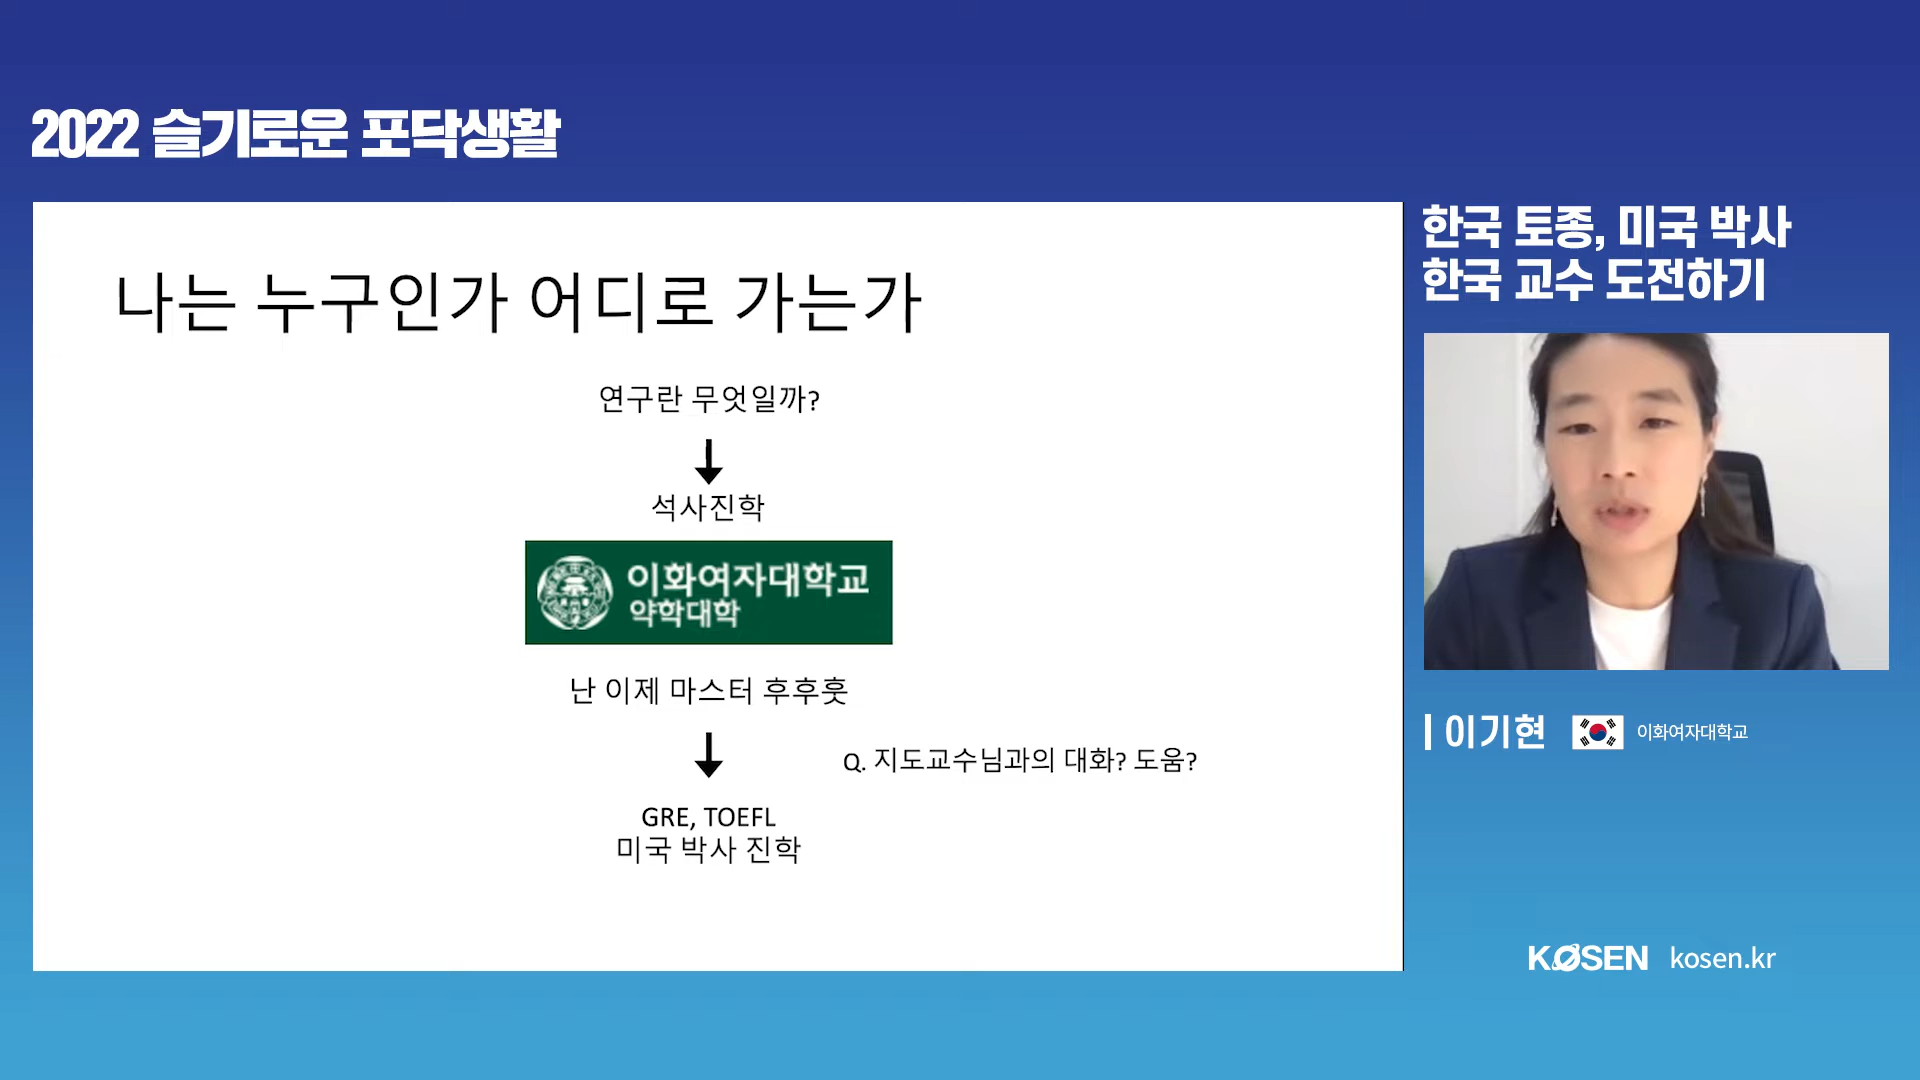 2022 슬기로운 포닥생활
나는 누구인가 어디로 가는가
연구란 무엇일까?
석사진학
이화여자대학교
약학대학
난 이제 마스터 후후훗
Q. 지도교수님과의 대화? 도움?
GRE, TOEFL
미국 박사 진학
한국 토종, 미국 박사
한국 교수 도전하기
이기현 이화여자대학교
KOSEN kosen.kr